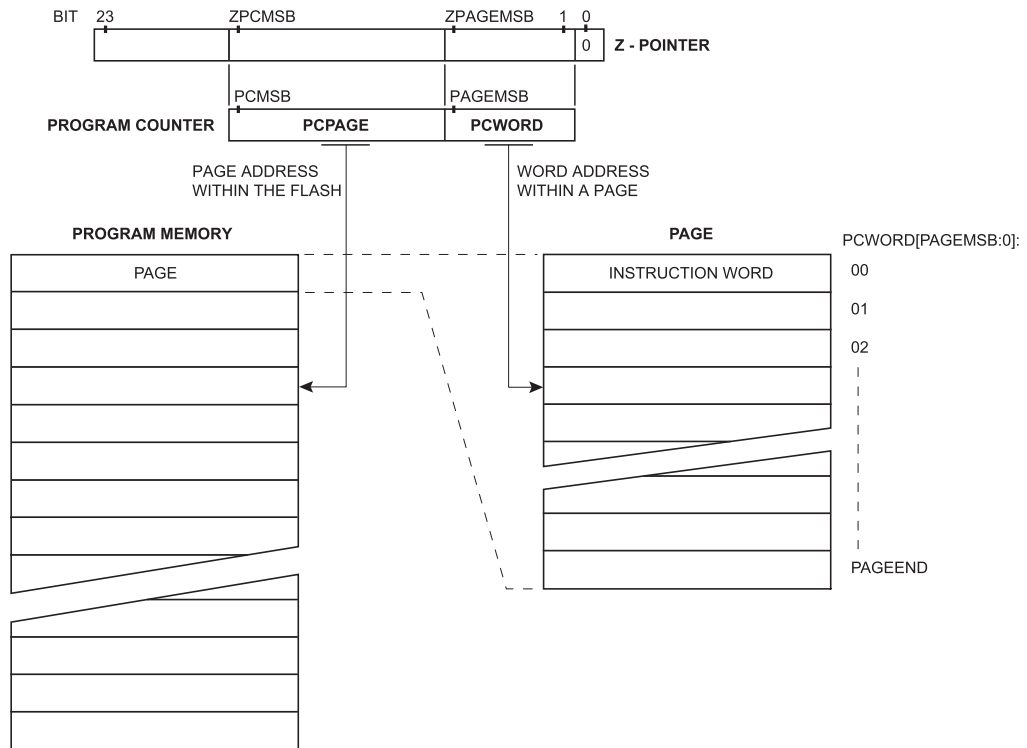 BIT 23 ZPCMSB ZPAGEMSB 1 0
0 Z - POINTER
PCMSB PAGEMSB
PROGRAM COUNTER PCPAGE PCWORD
PAGE ADDRESS
WITHIN THE FLASH
WORD ADDRESS
WITHIN A PAGE
PROGRAM MEMORY
PAGE
PAGE
INSTRUCTION WORD
PCWORD[PAGEMSB:0]:
00
01
02
PAGEEND